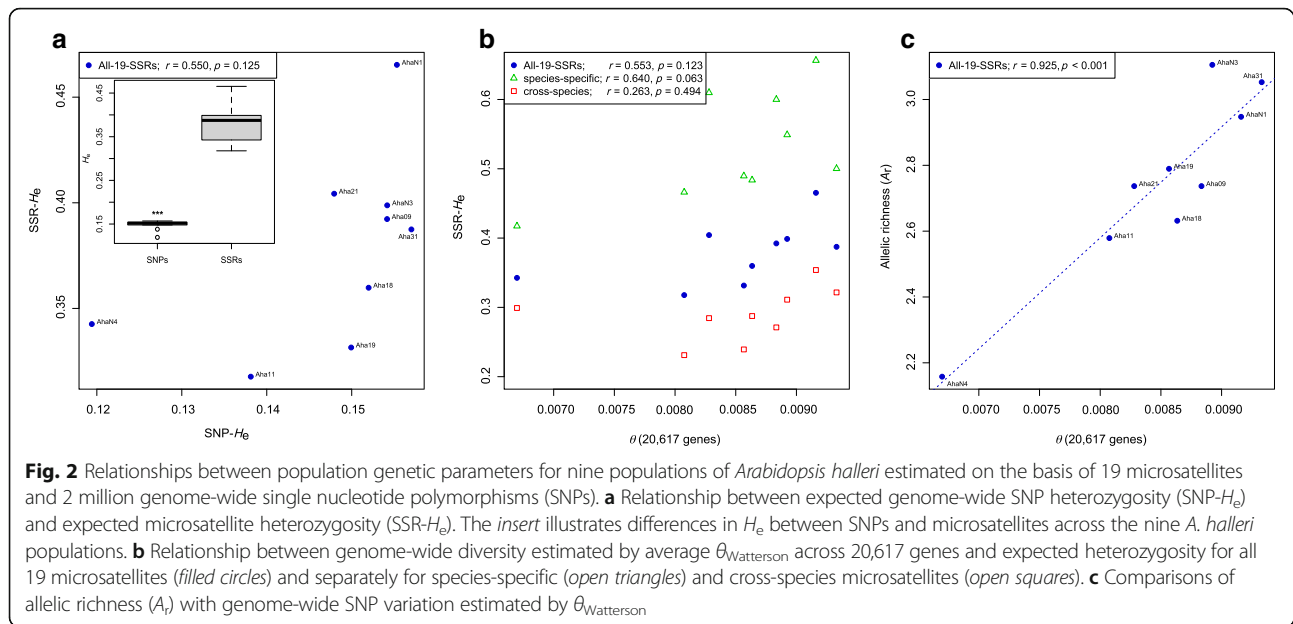 a
All-19-SSRs; r = 0.550, p = 0.125
SSR-He
0.45
0.40
0.35
0.12
0.13
0.14
0.15
SNP-He
He
0.45
0.35
0.25
0.15
***
SNPs
SSRs
AhaN1
Aha21
AhaN3
Aha09
Aha31
Aha18
AhaN4
Aha19
Aha11
b
All-19-SSRs; r = 0.553, p = 0.123
species-specific; r = 0.640, p = 0.063
cross-species; r = 0.263, p = 0.494
SSR-He
0.6
0.5
0.4
0.3
0.2
0.0070
0.0075
0.0080
0.0085
0.0090
θ (20,617 genes)
c
All-19-SSRs; r = 0.925, p < 0.001
Allelic richness (Ar)
3.0
2.8
2.6
2.4
2.2
0.0070
0.0075
0.0080
0.0085
0.0090
θ (20,617 genes)
AhaN3
Aha31
AhaN1
Aha19
Aha21
Aha09
Aha18
Aha11
AhaN4
Fig. 2 Relationships between population genetic parameters for nine populations of Arabidopsis halleri estimated on the basis of 19 microsatellites
and 2 million genome-wide single nucleotide polymorphisms (SNPs). a Relationship between expected genome-wide SNP heterozygosity (SNP-He)
and expected microsatellite heterozygosity (SSR-He). The insert illustrates differences in He between SNPs and microsatellites across the nine A. halleri
populations. b Relationship between genome-wide diversity estimated by average θWatterson across 20,617 genes and expected heterozygosity for all
19 microsatellites (filled circles) and separately for species-specific (open triangles) and cross-species microsatellites (open squares). c Comparisons of
allelic richness (Ar) with genome-wide SNP variation estimated by θWatterson